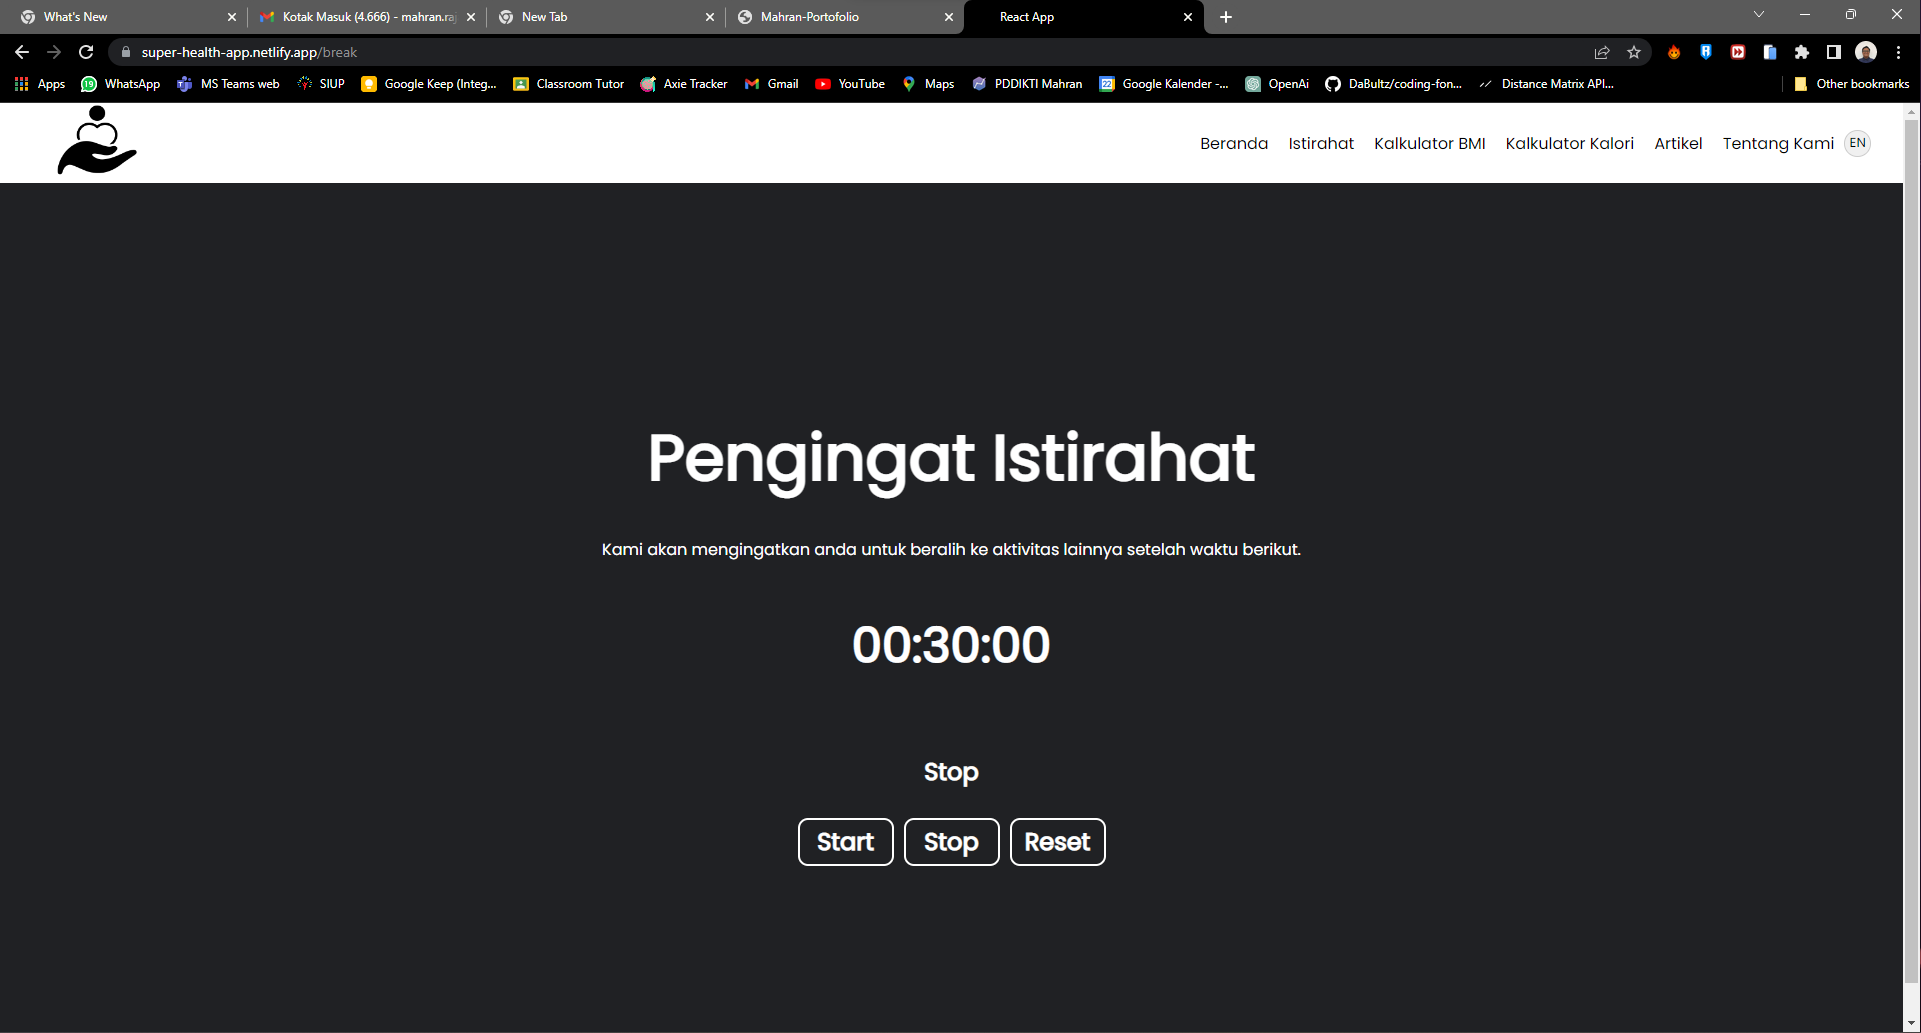 What's New
Kotak Masuk (4.666) - mahran.raj
New Tab
Mahran-Portofolio
React App
super-health-app.netlify.app/break
Apps
19
WhatsApp
MS Teams web
SIUP
Google Keep (Integ...
Classroom Tutor
Axie Tracker
Gmail
YouTube
Maps
PDDIKTI Mahran
22
Google Kalender -...
OpenAi
DaBultz/coding-fon...
Distance Matrix API...
Other bookmarks
Beranda Istirahat Kalkulator BMI Kalkulator Kalori Artikel Tentang Kami EN
Pengingat Istirahat
Kami akan mengingatkan anda untuk beralih ke aktivitas lainnya setelah waktu berikut.
00:30:00
Stop
Start Stop Reset